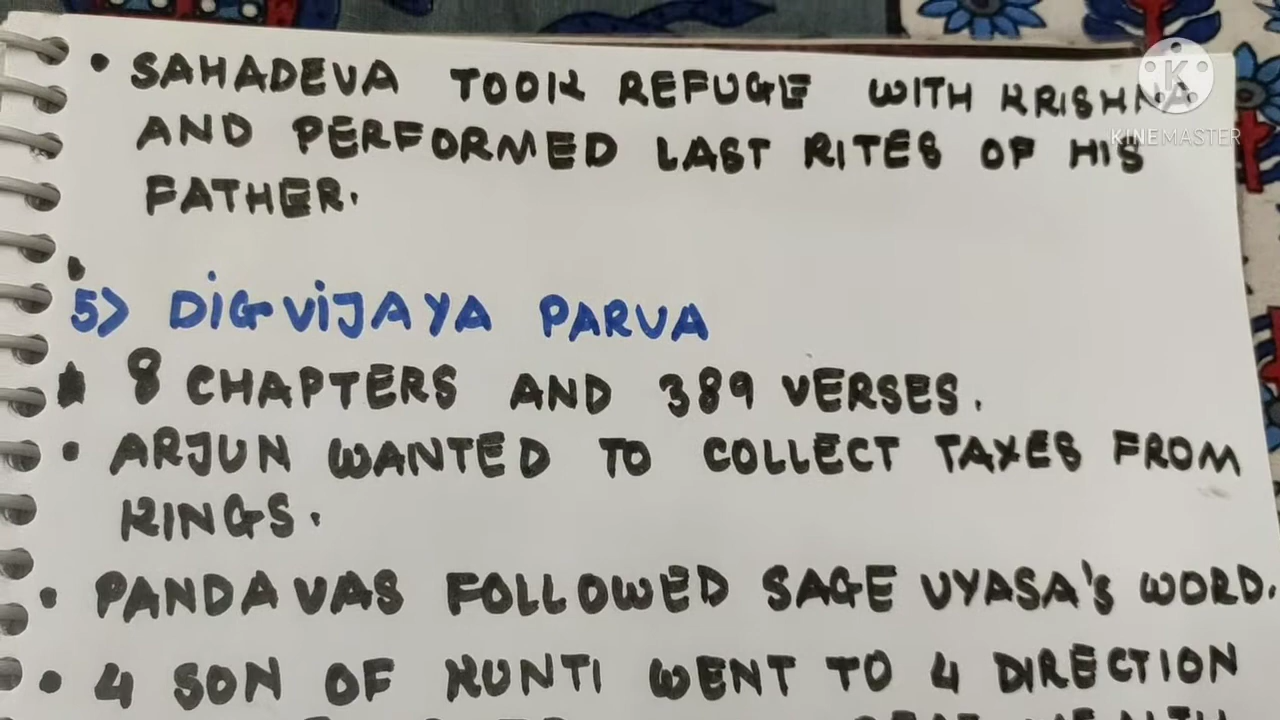 • SAHADEVA TOOK REFUGE WITH KRISHNA
AND PERFORMED LAST RITES OF HIS
FATHER.
KINEMASTER
5> DIGVIJAYA PARVA
8 CHAPTERS AND 389 VERSES.
• ARJUN WANTED TO COLLECT TAXES FROM
KINGS.
• PANDAVAS FOLLOWED SAGE VYASA'S WORD.
• 4 SON OF KUNTI WENT TO 4 DIRECTION